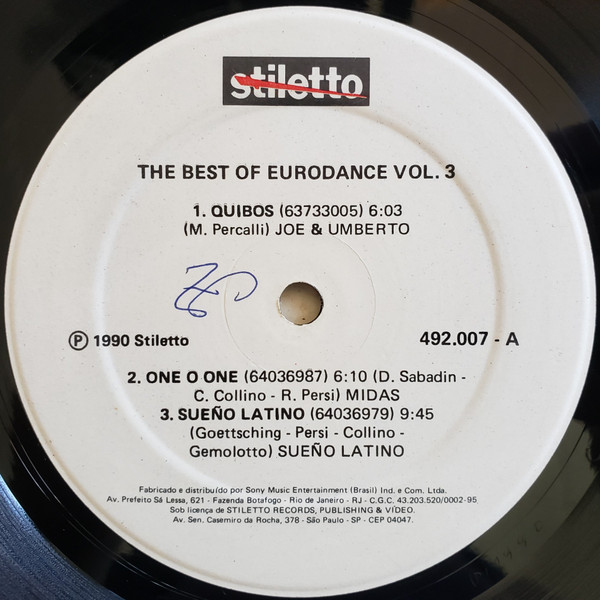 stiletto
THE BEST OF EURODANCE VOL. 3
1. QUIBOS (63733005) 6:03
(M. Percalli) JOE & UMBERTO
Ⓟ 1990 Stiletto
492.007 - A
2. ONE O ONE (64036987) 6:10 (D. Sabadin -
C. Collino - R. Persi) MIDAS
3. SUEÑO LATINO (64036979) 9:45
(Goettsching - Persi - Collino -
Gemolotto) SUEÑO LATINO
Fabricado e distribuído por Sony Music Entertainment (Brasil) Ind. e Com. Ltda.
Av. Prefeito Sá Lessa, 621 - Fazenda Botafogo - Rio de Janeiro - RJ - C.G.C. 43.203.520/0002-95
Sob licença de STILETTO RECORDS, PUBLISHING & VÍDEO.
Av. Sen. Casemiro da Rocha, 378 - São Paulo - SP - CEP 04047.